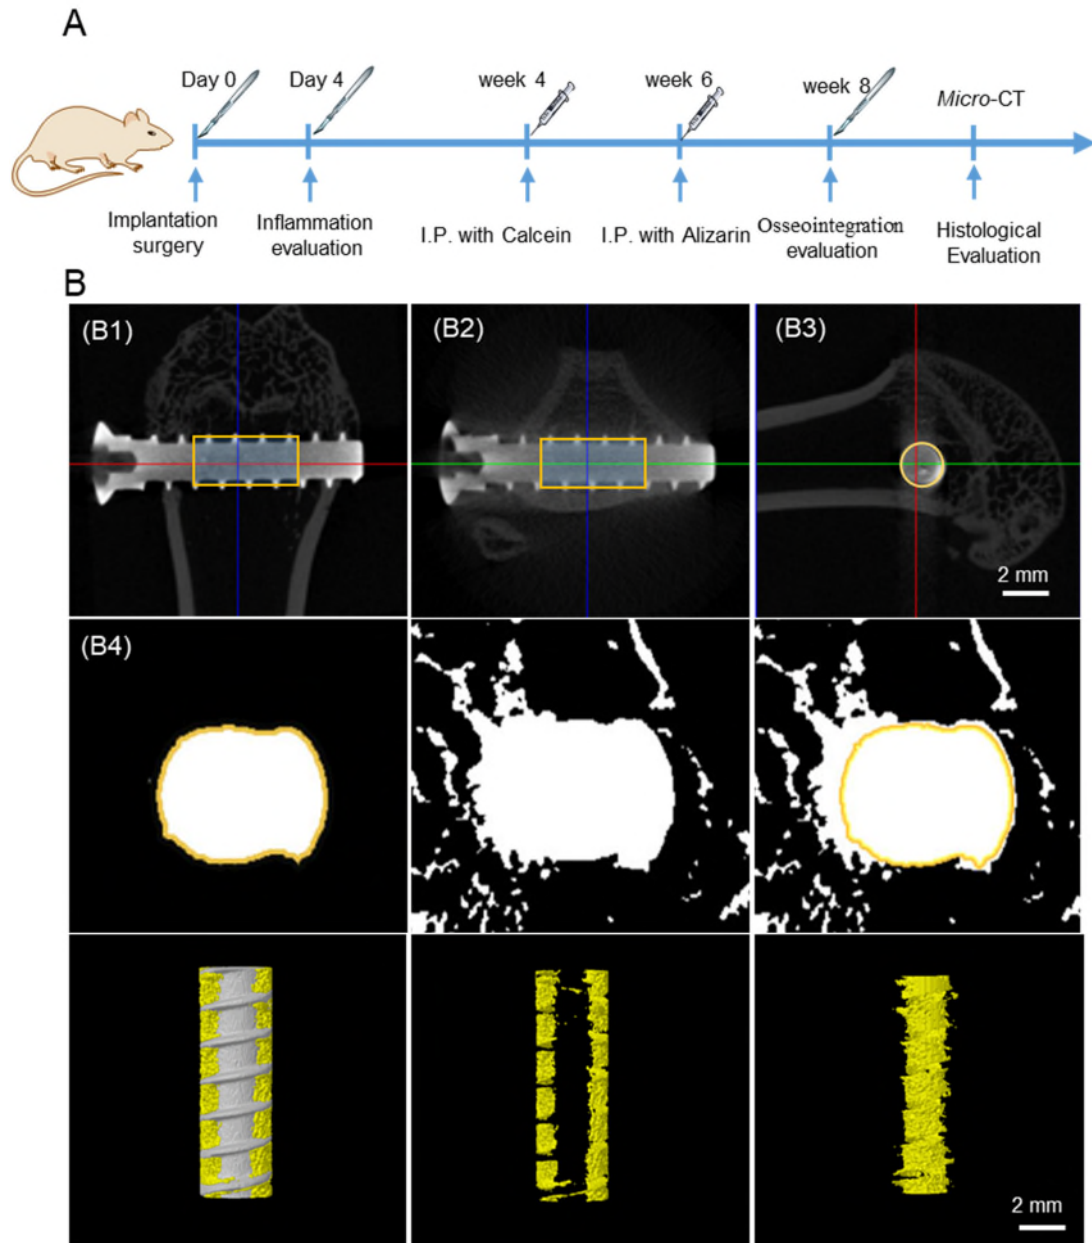 A
Day 0
Day 4
week 4
week 6
week 8
Micro-CT
Implantation
surgery
Inflammation
evaluation
I.P. with Calcein
I.P. with Alizarin
Osseointegration
evaluation
Histological
Evaluation
B
(B1)
(B2)
(B3)
2 mm
(B4)
2 mm